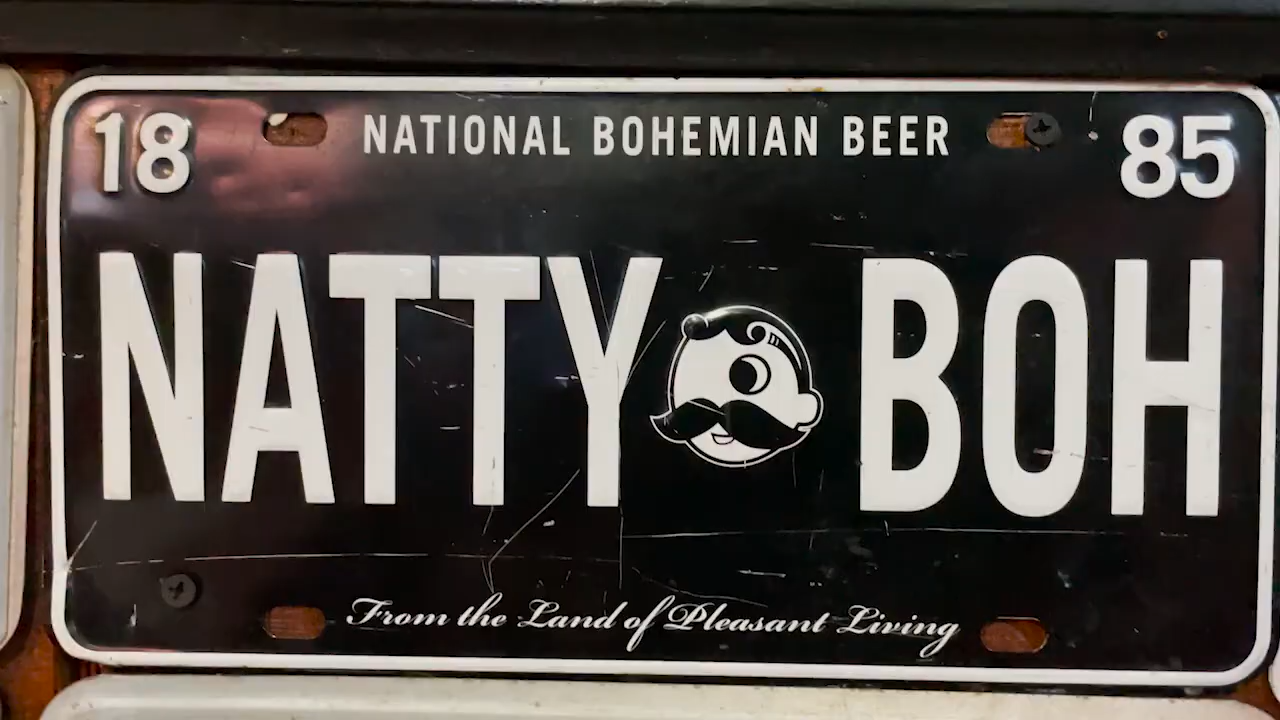 18 NATIONAL BOHEMIAN BEER 85
NATTY BOH
From the Land of Pleasant Living